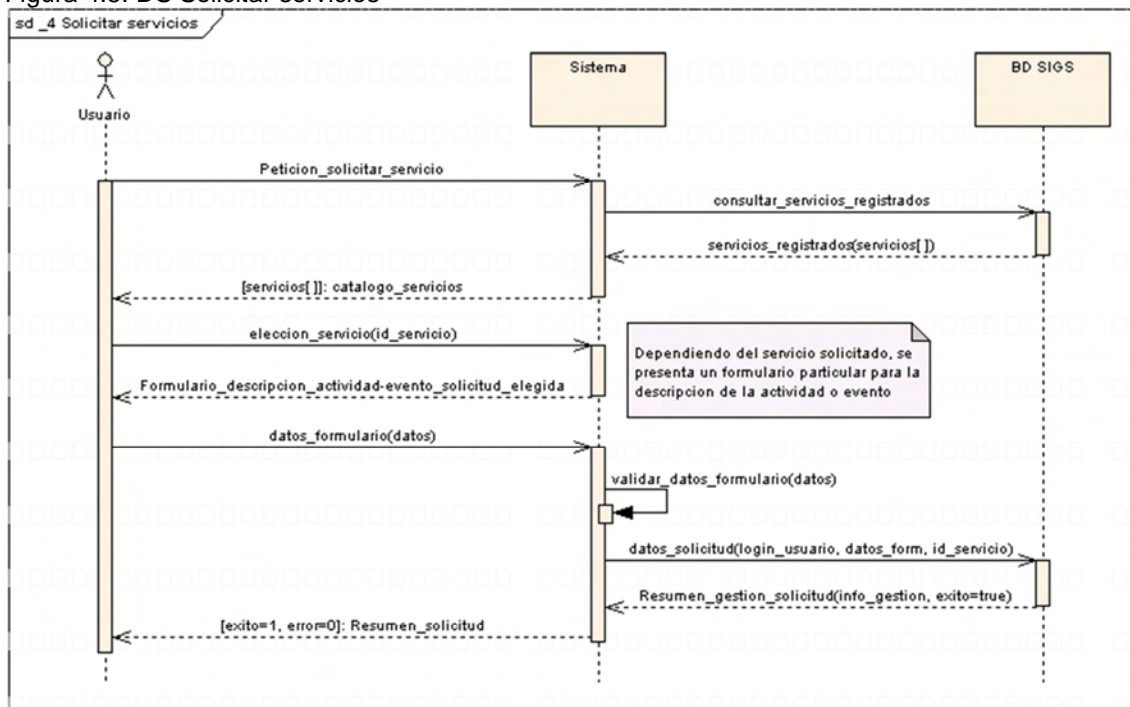 Figura 4.8. DS Solicitar servicios
sd _4 Solicitar servicios
Usuario
Sistema
BD SIGS
Peticion_solicitar_servicio
consultar_servicios_registrados
servicios_registrados(servicios[ ])
[servicios[ ]]: catalogo_servicios
eleccion_servicio(id_servicio)
Dependiendo del servicio solicitado, se
presenta un formulario particular para la
descripcion de la actividad o evento
Formulario_descripcion_actividad-evento_solicitud_elegida
datos_formulario(datos)
validar_datos_formulario(datos)
datos_solicitud(login_usuario, datos_form, id_servicio)
Resumen_gestion_solicitud(info_gestion, exito=true)
[exito=1, error=0]: Resumen_solicitud